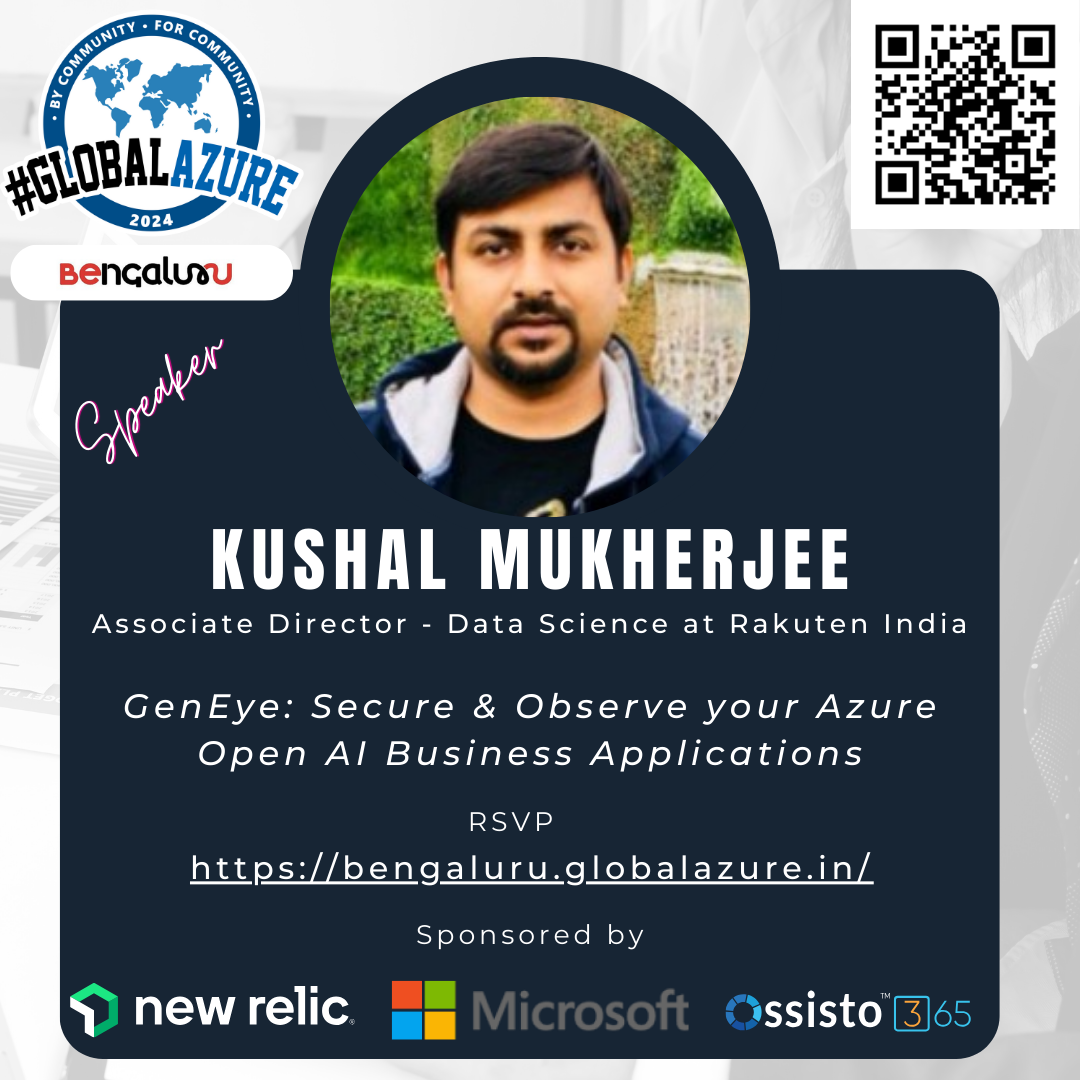 • BY COMMUNITY • FOR COMMUNITY •
#GLOBALAZURE
2024
Bengaluru
Speaker
KUSHAL MUKHERJEE
Associate Director - Data Science at Rakuten India
GenEye: Secure & Observe your Azure
Open AI Business Applications
RSVP
https://bengaluru.globalazure.in/
Sponsored by
new relic®
Microsoft
Ossisto™ 365